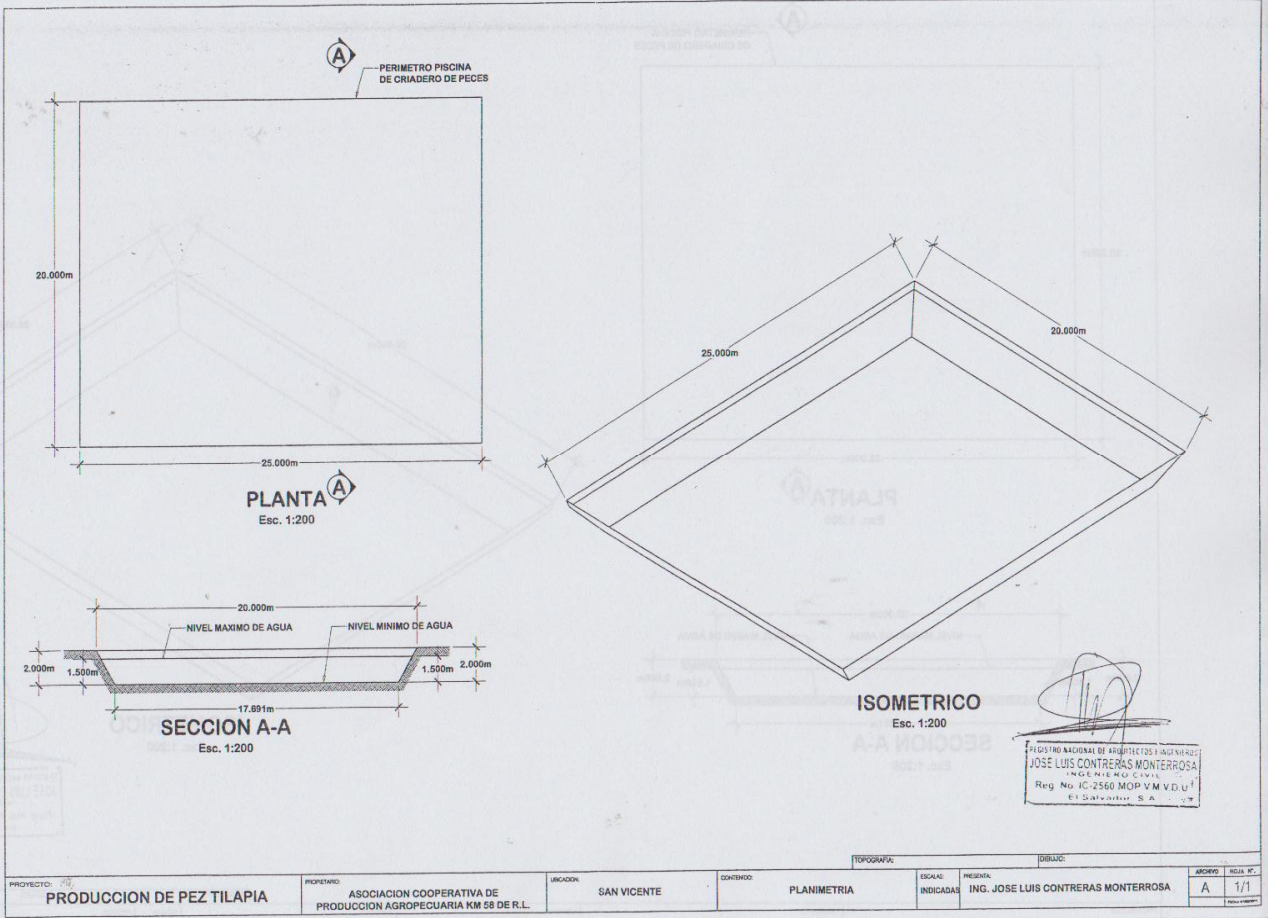 A
PERIMETRO PISCINA
DE CRIADERO DE PECES
20.000m
25.000m
PLANTA
A
Esc. 1:200
20.000m
NIVEL MAXIMO DE AGUA
NIVEL MINIMO DE AGUA
2.000m
1.500m
1.500m
2.000m
17.691m
SECCION A-A
Esc. 1:200
25.000m
20.000m
ISOMETRICO
Esc. 1:200
REGISTRO NACIONAL DE ARQUITECTOS E INGENIEROS
JOSE LUIS CONTRERAS MONTERROSA
INGENIERO CIVIL
Reg. No. IC-2560 MOP V M V.D.U
El Salvador
TOPOGRAFIA:
DIBUJO:
PROYECTO:
PRODUCCION DE PEZ TILAPIA
PROPIETARIO:
ASOCIACION COOPERATIVA DE
PRODUCCION AGROPECUARIA KM 58 DE R.L.
UBICACION:
SAN VICENTE
CONTENIDO:
PLANIMETRIA
ESCALAS:
INDICADAS
PRESENTA:
ING. JOSE LUIS CONTRERAS MONTERROSA
ARCHIVO
A
HOJA Nº.
1/1